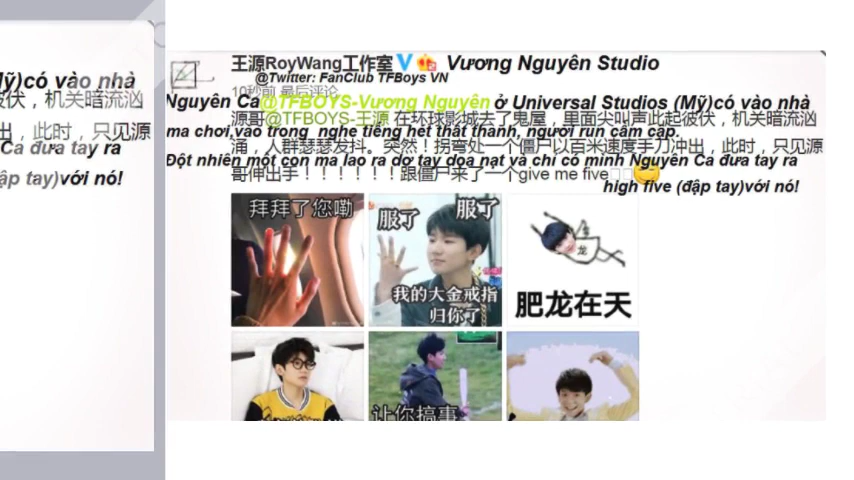 Mỹ)có vào nhà
彼伏，机关暗流汹
出，此时，只见源
Ca đưa tay ra
ập tay)với nó!
王源RoyWang工作室 Vương Nguyên Studio
@Twitter: FanClub TFBoys VN
10秒前 最后评论
Nguyên Ca@TFBOYS-Vương Nguyên ở Universal Studios (Mỹ)có vào nhà
源哥@TFBOYS-王源 在环球影城去了鬼屋，里面尖叫声此起彼伏，机关暗流汹
ma chơi,vào trong nghe tiếng hét thất thanh, người run cầm cập.
涌，人群瑟瑟发抖。突然！拐弯处一个僵尸以百米速度手刀冲出，此时，只见源
Đột nhiên một con ma lao ra dơ tay dọa nạt và chỉ có mình Nguyên Ca đưa tay ra
哥伸出手！！！！！！跟僵尸来了一个give me five
high five (đập tay)với nó!
拜拜了您嘞
服了 服了
我的大金戒指
归你了
龙
肥龙在天
让你搞事